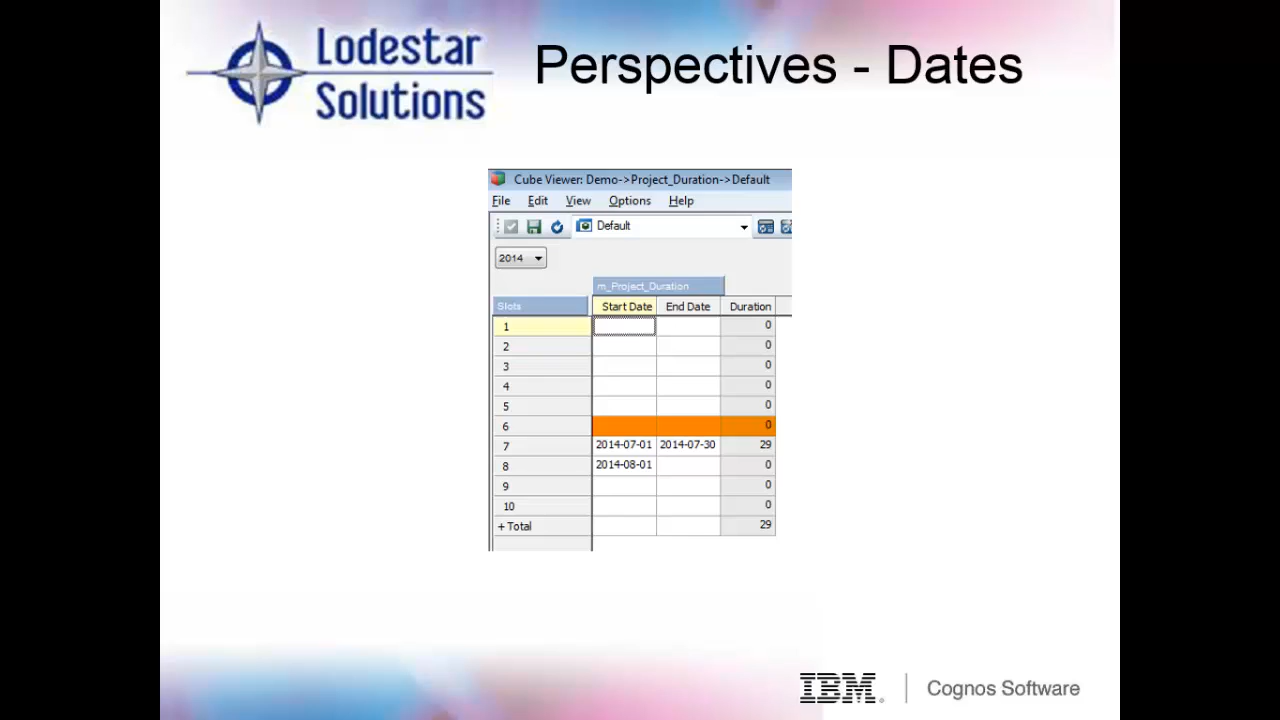 Lodestar
Solutions
Perspectives - Dates
Cube Viewer: Demo->Project_Duration->Default
File Edit View Options Help
Default
2014
m_Project_Duration
Slots Start Date End Date Duration
1 0
2 0
3 0
4 0
5 0
6 0
7 2014-07-01 2014-07-30 29
8 2014-08-01 0
9 0
10 0
+ Total 29
IBM. Cognos Software